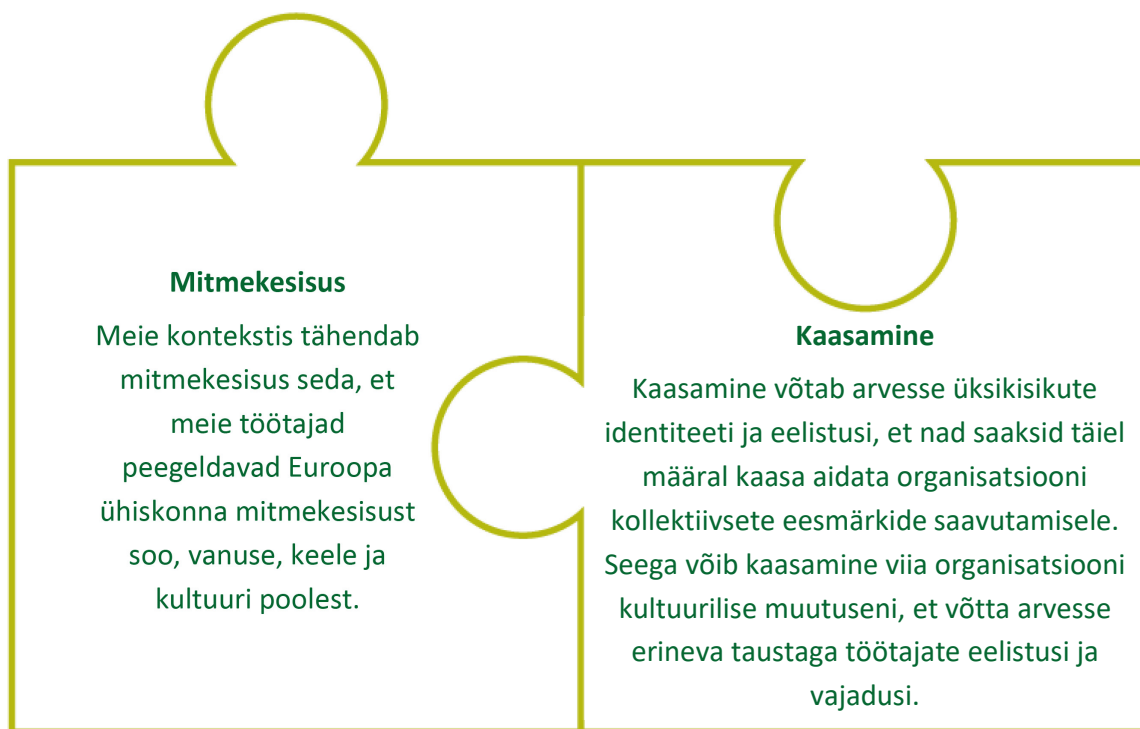 Mitmekesisus
Meie kontekstis tähendab
mitmekesisus seda, et
meie töötajad
peegeldavad Euroopa
ühiskonna mitmekesisust
soo, vanuse, keele ja
kultuuri poolest.
Kaasamine
Kaasamine võtab arvesse üksikisikute
identiteeti ja eelistusi, et nad saaksid täiel
määral kaasa aidata organisatsiooni
kollektiivsete eesmärkide saavutamisele.
Seega võib kaasamine viia organisatsiooni
kultuurilise muutuseni, et võtta arvesse
erineva taustaga töötajate eelistusi ja
vajadusi.